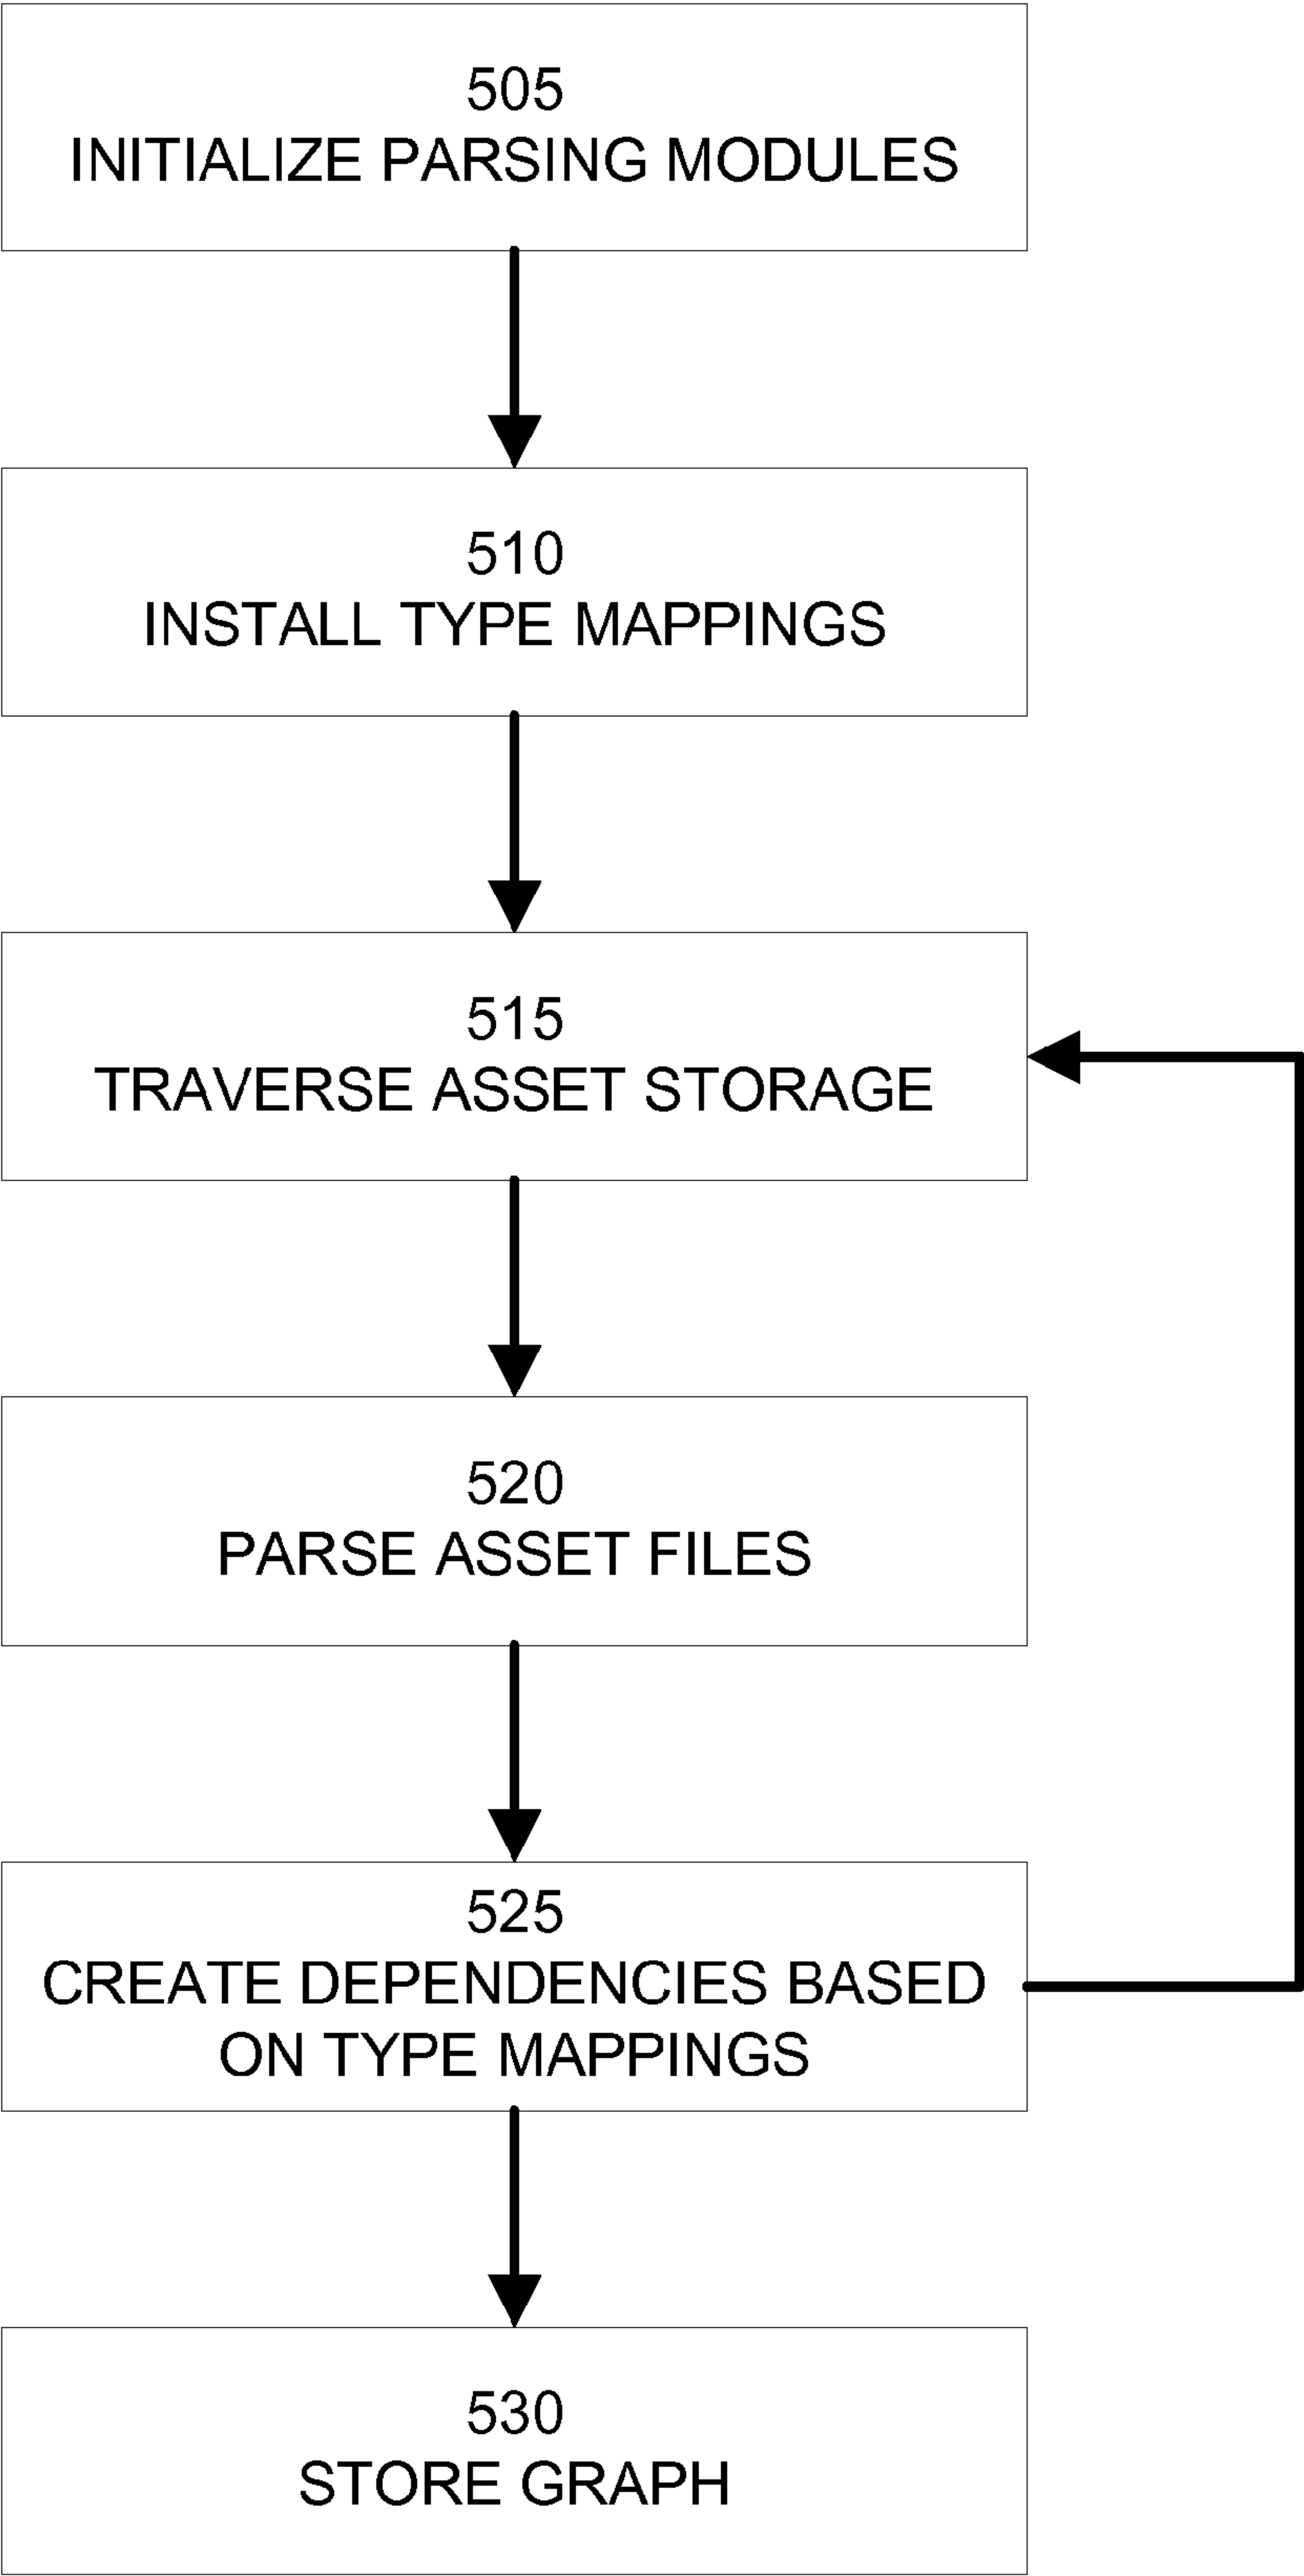 505
INITIALIZE PARSING MODULES
510
INSTALL TYPE MAPPINGS
515
TRAVERSE ASSET STORAGE
520
PARSE ASSET FILES
525
CREATE DEPENDENCIES BASED
ON TYPE MAPPINGS
530
STORE GRAPH